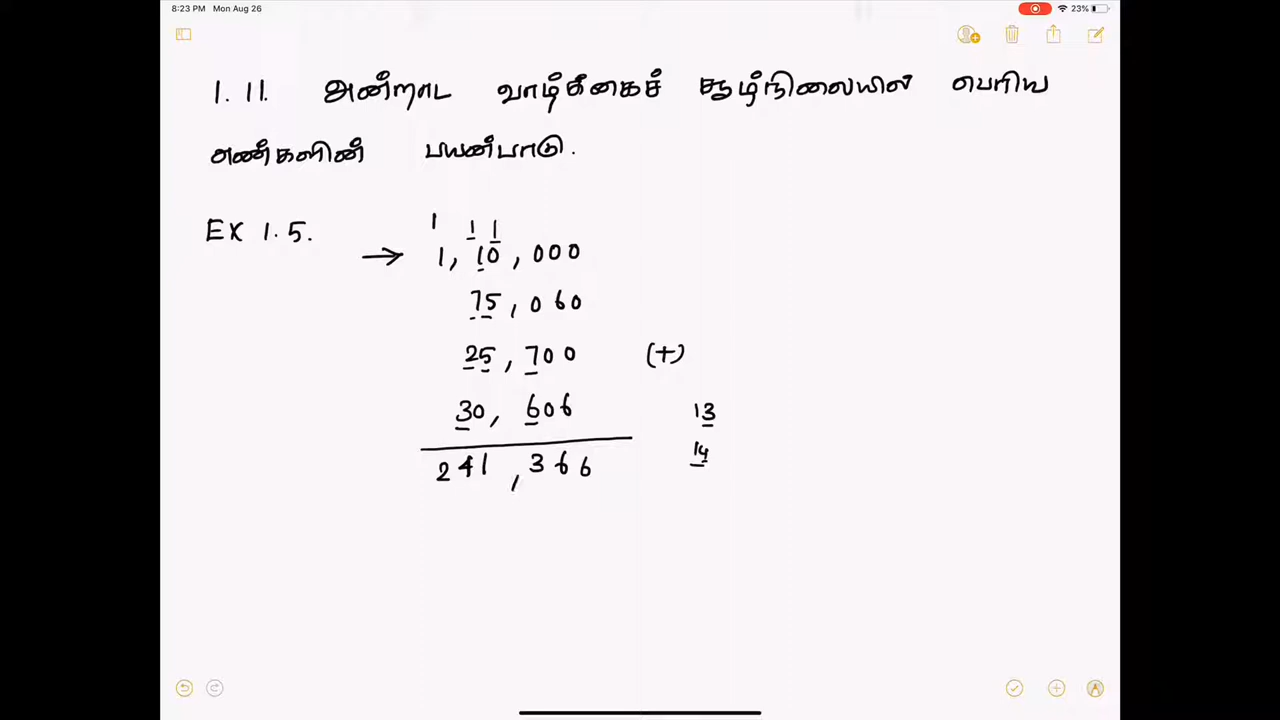 8:23 PM Mon Aug 26 23%
1.11. அன்றாட வாழ்க்கைச் சூழ்நிலையில் பெரிய
எண்களின் பயன்பாடு.
EX 1.5.
1 1 1
→ 1,10,000
75,060
25,700 (+)
30,606 13
14
241,366